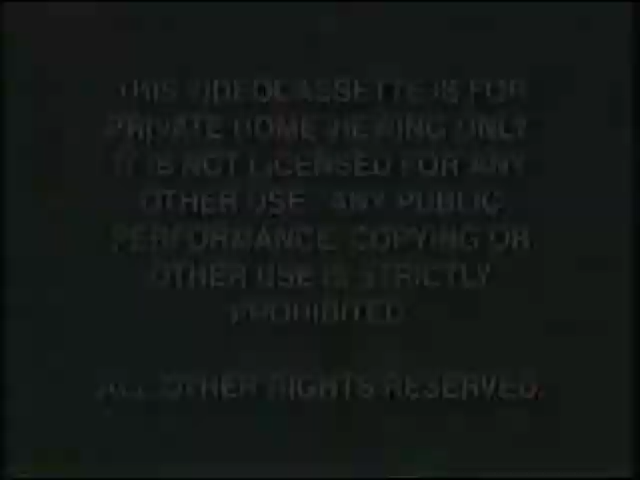 THIS VIDEOCASSETTE IS FOR
PRIVATE HOME VIEWING ONLY.
IT IS NOT LICENSED FOR ANY
OTHER USE. ANY PUBLIC
PERFORMANCE, COPYING OR
OTHER USE IS STRICTLY
PROHIBITED.
ALL OTHER RIGHTS RESERVED.